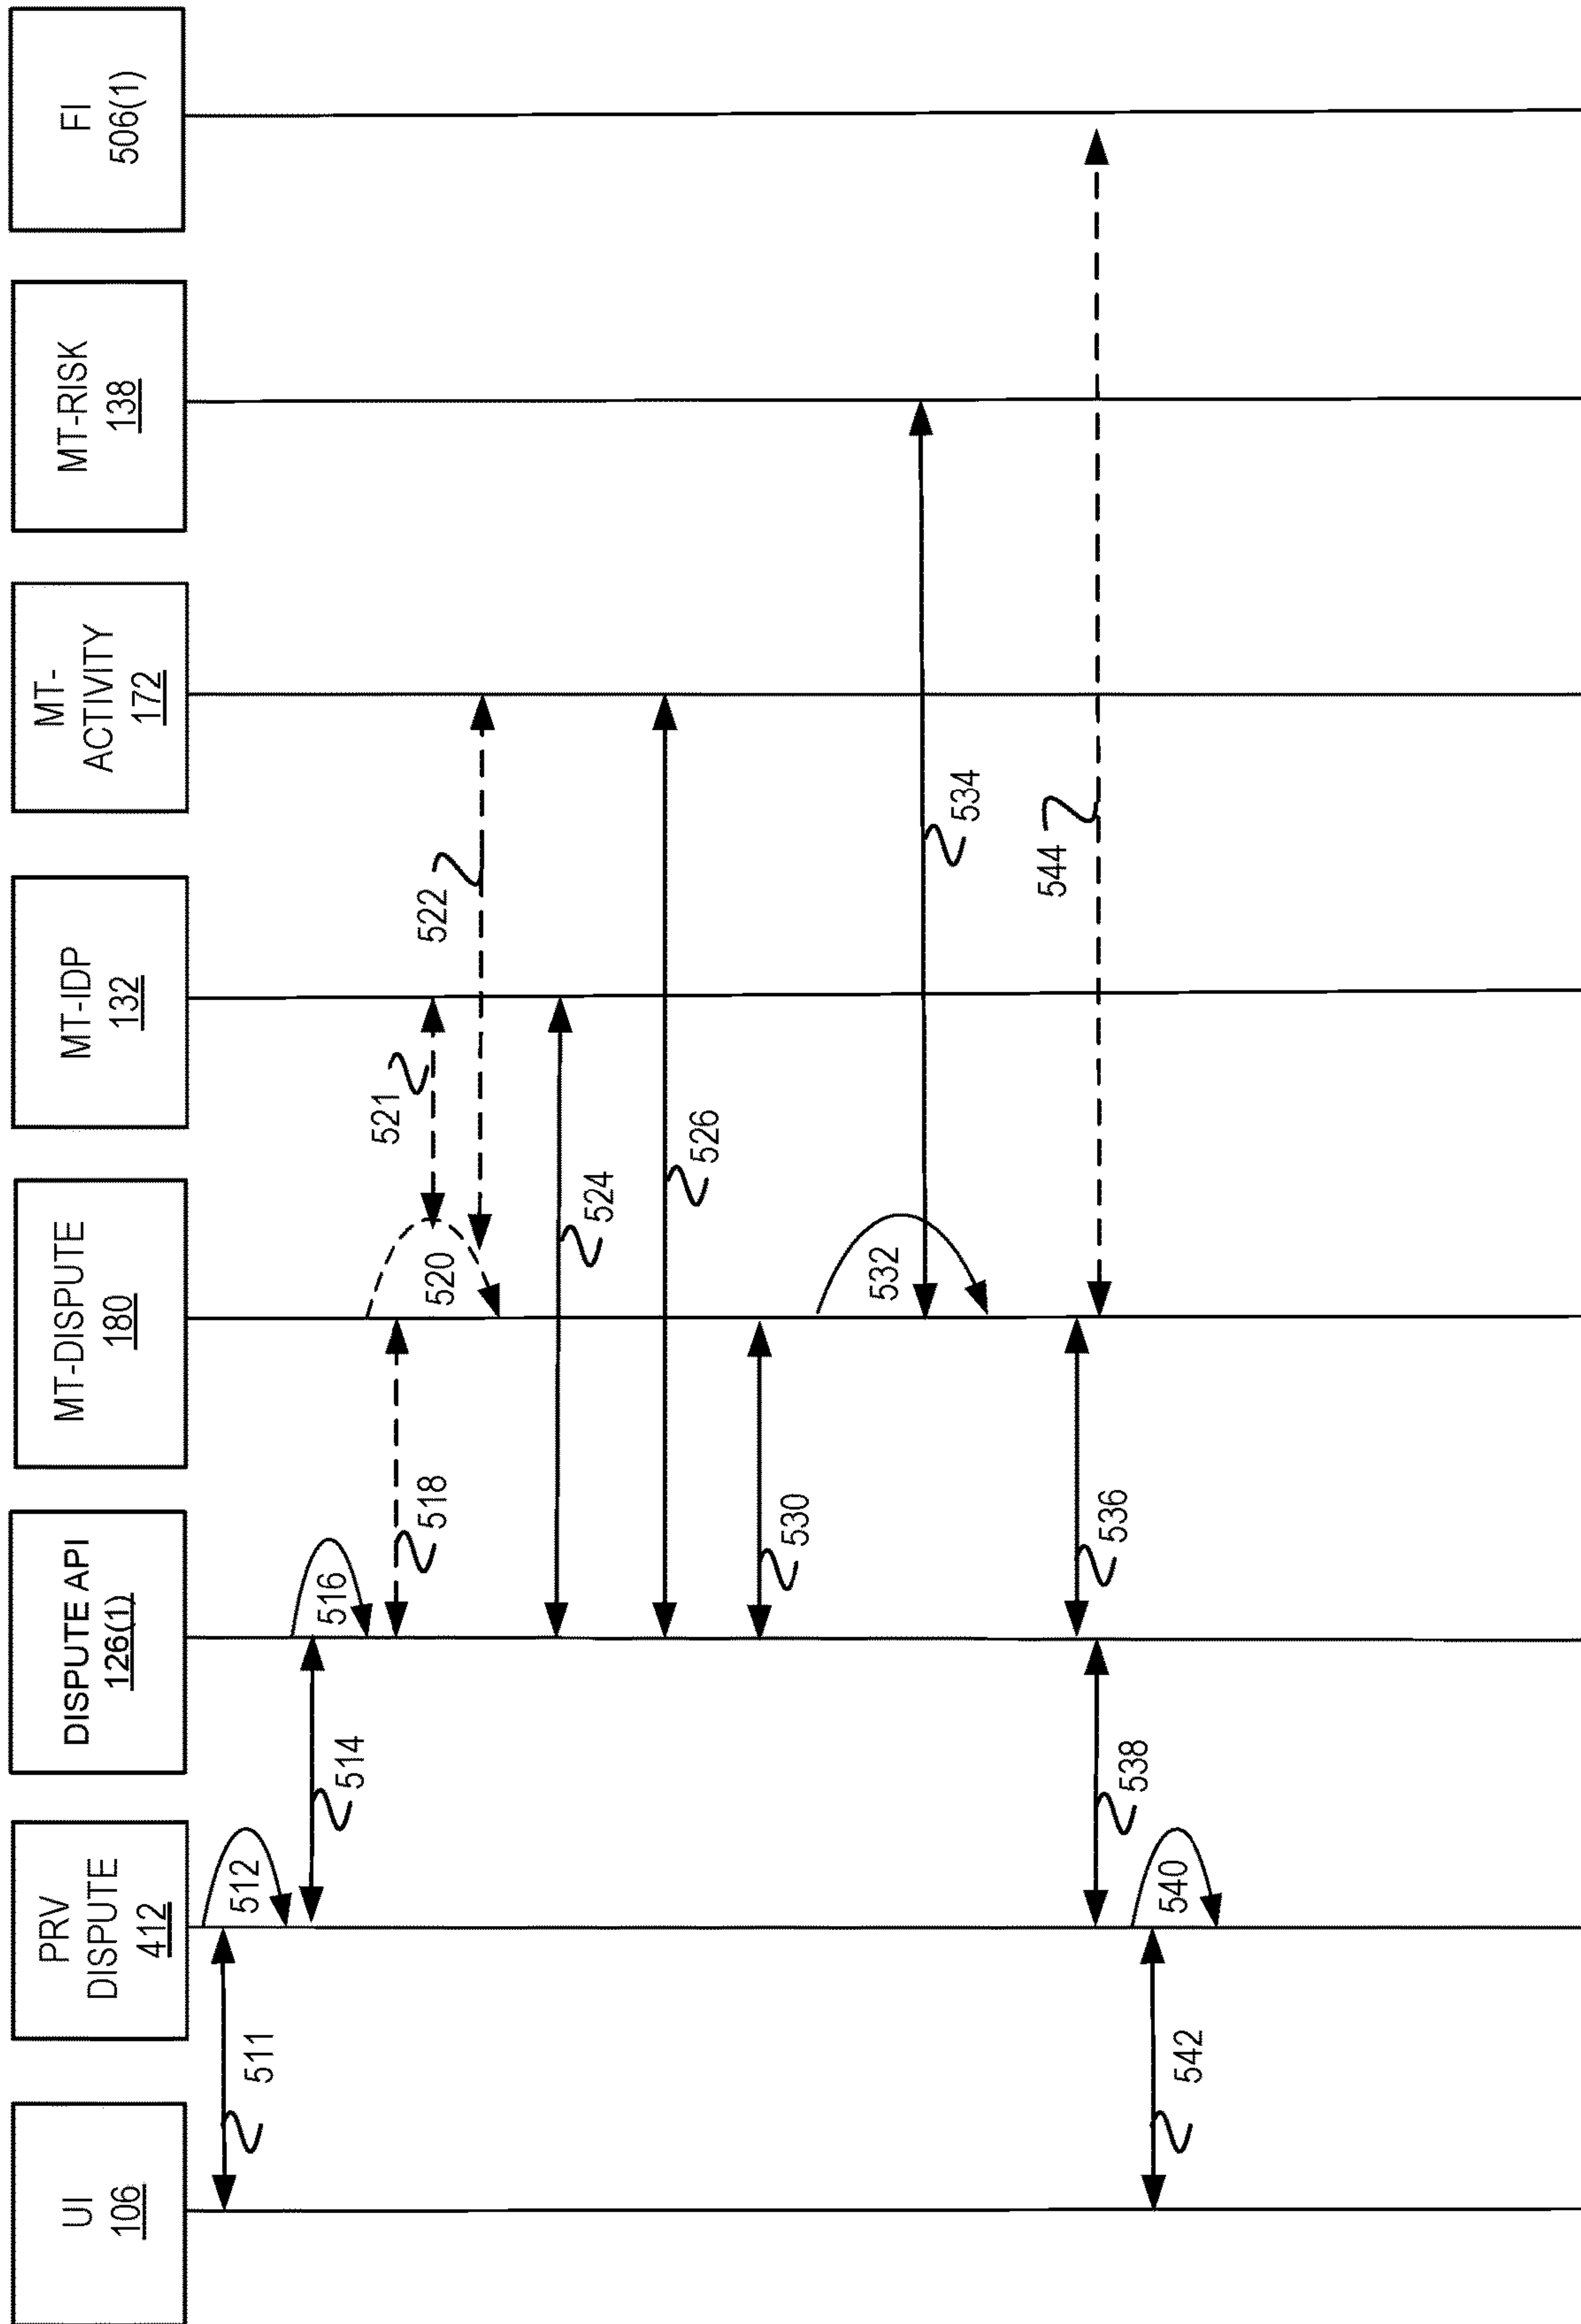 UI
106
PRV
DISPUTE
412
DISPUTE API
126(1)
MT-DISPUTE
180
MT-IDP
132
MT-
ACTIVITY
172
MT-RISK
138
FI
506(1)
511
512
514
516
518
520
521
522
524
526
530
532
534
536
538
544
540
542